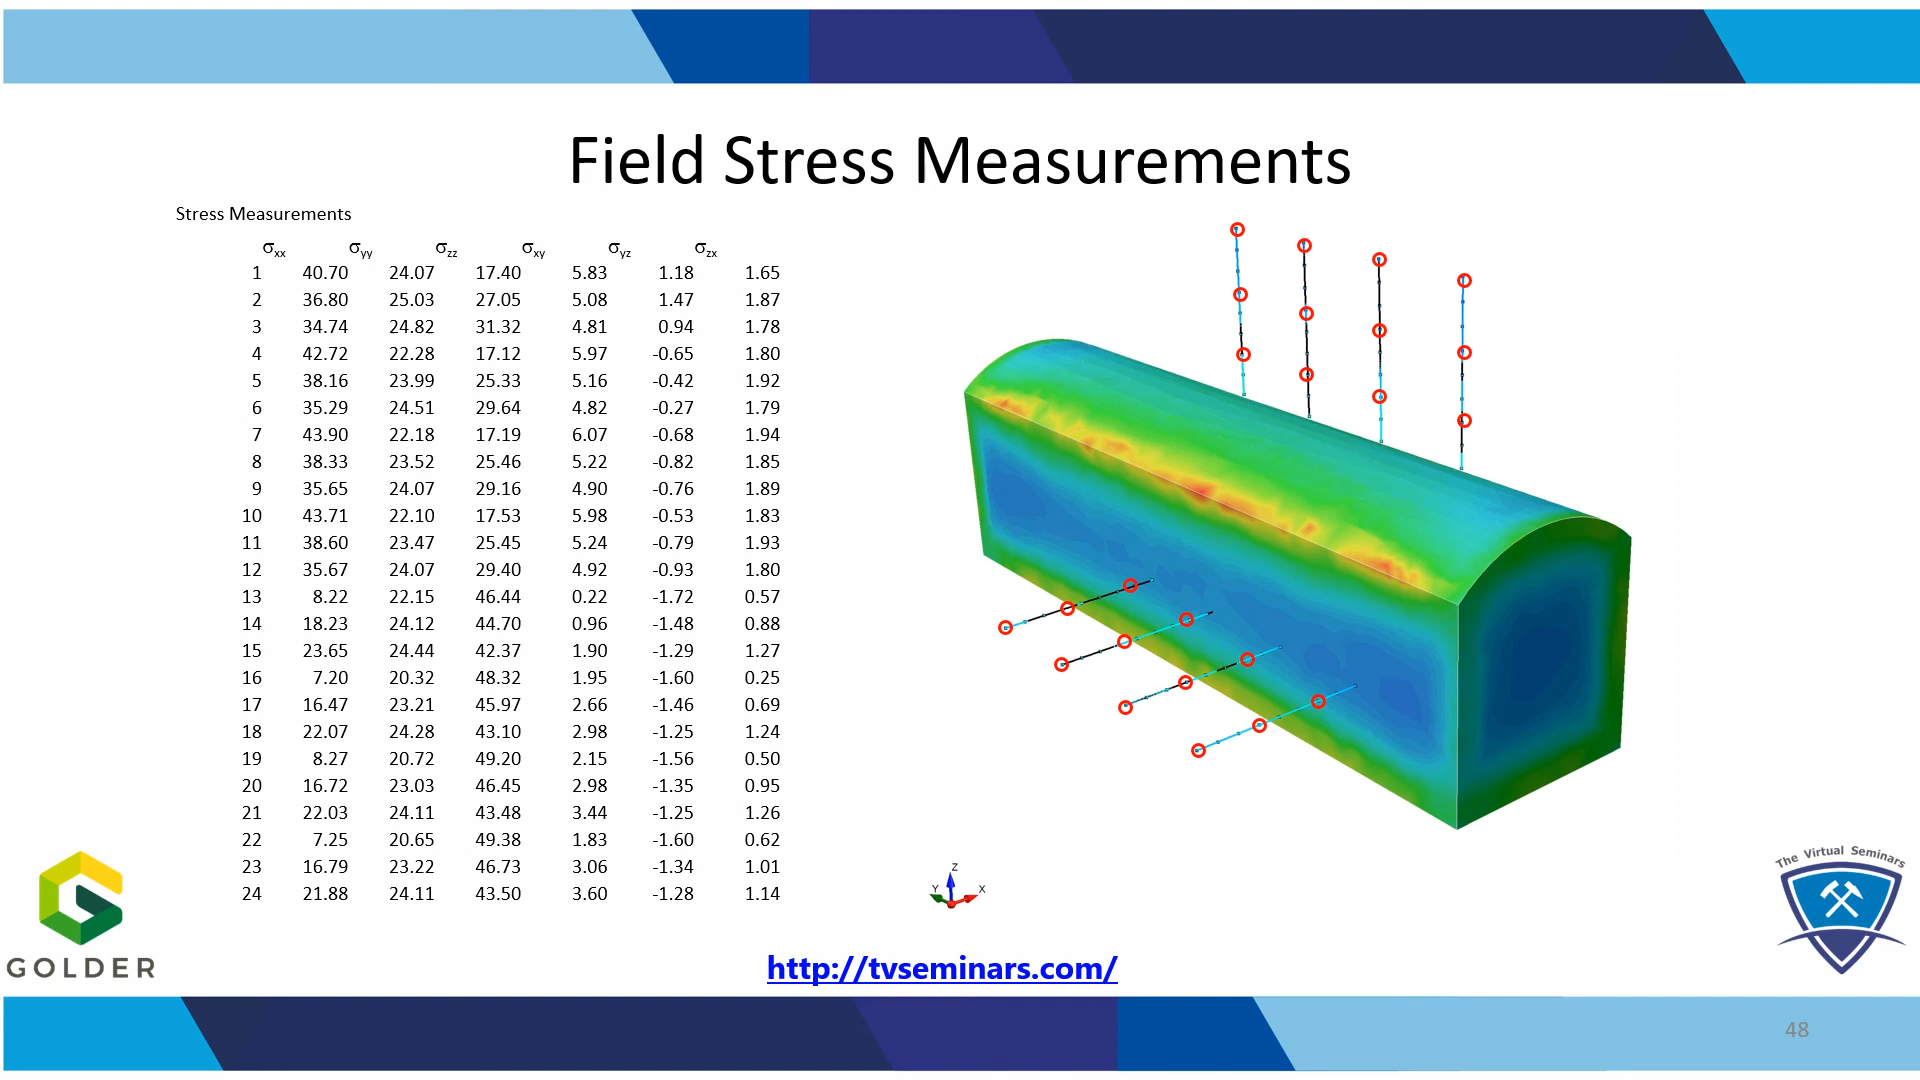 Field Stress Measurements
Stress Measurements
σxx σyy σzz σxy σyz σzx
1 40.70 24.07 17.40 5.83 1.18 1.65
2 36.80 25.03 27.05 5.08 1.47 1.87
3 34.74 24.82 31.32 4.81 0.94 1.78
4 42.72 22.28 17.12 5.97 -0.65 1.80
5 38.16 23.99 25.33 5.16 -0.42 1.92
6 35.29 24.51 29.64 4.82 -0.27 1.79
7 43.90 22.18 17.19 6.07 -0.68 1.94
8 38.33 23.52 25.46 5.22 -0.82 1.85
9 35.65 24.07 29.16 4.90 -0.76 1.89
10 43.71 22.10 17.53 5.98 -0.53 1.83
11 38.60 23.47 25.45 5.24 -0.79 1.93
12 35.67 24.07 29.40 4.92 -0.93 1.80
13 8.22 22.15 46.44 0.22 -1.72 0.57
14 18.23 24.12 44.70 0.96 -1.48 0.88
15 23.65 24.44 42.37 1.90 -1.29 1.27
16 7.20 20.32 48.32 1.95 -1.60 0.25
17 16.47 23.21 45.97 2.66 -1.46 0.69
18 22.07 24.28 43.10 2.98 -1.25 1.24
19 8.27 20.72 49.20 2.15 -1.56 0.50
20 16.72 23.03 46.45 2.98 -1.35 0.95
21 22.03 24.11 43.48 3.44 -1.25 1.26
22 7.25 20.65 49.38 1.83 -1.60 0.62
23 16.79 23.22 46.73 3.06 -1.34 1.01
24 21.88 24.11 43.50 3.60 -1.28 1.14
Z
Y X
The Virtual Seminars
GOLDER
http://tvseminars.com/
48